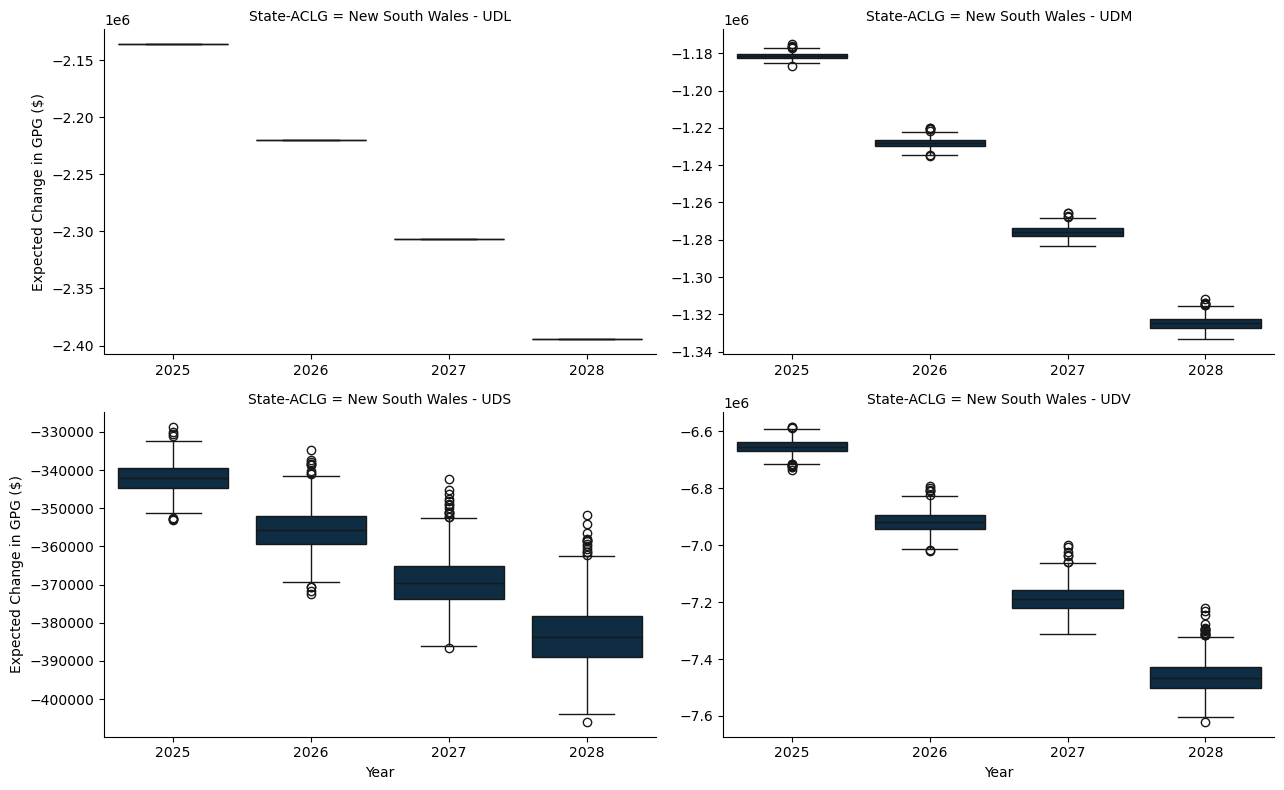 State-ACLG = New South Wales - UDL
1e6
−2.15
−2.20
−2.25
−2.30
−2.35
−2.40
Expected Change in GPG ($)
2025 2026 2027 2028
State-ACLG = New South Wales - UDM
1e6
−1.18
−1.20
−1.22
−1.24
−1.26
−1.28
−1.30
−1.32
−1.34
2025 2026 2027 2028
State-ACLG = New South Wales - UDS
−330000
−340000
−350000
−360000
−370000
−380000
−390000
−400000
Expected Change in GPG ($)
2025 2026 2027 2028
Year
State-ACLG = New South Wales - UDV
1e6
−6.6
−6.8
−7.0
−7.2
−7.4
−7.6
2025 2026 2027 2028
Year